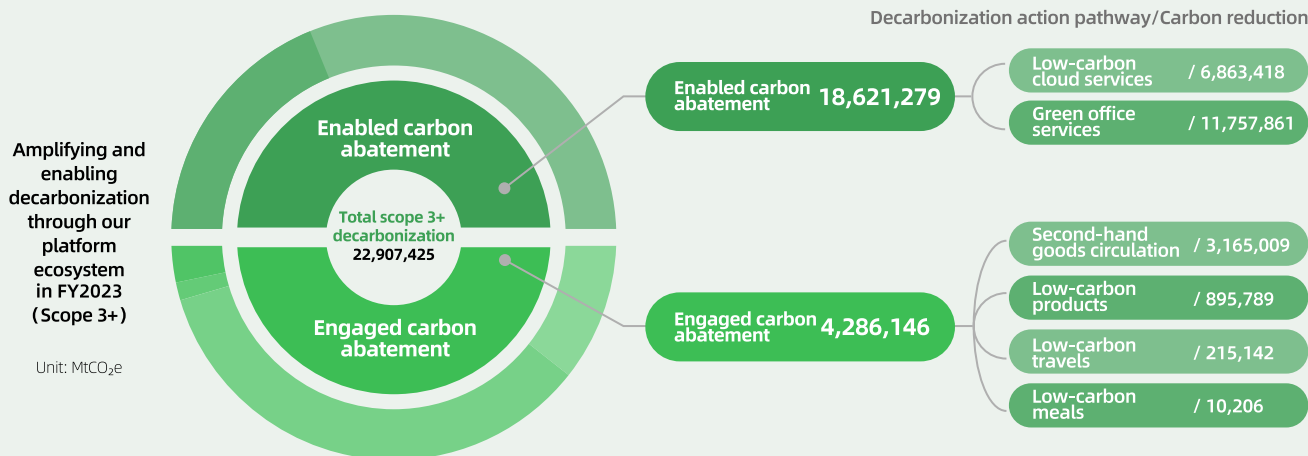 Decarbonization action pathway/Carbon reduction
Amplifying and
enabling
decarbonization
through our
platform
ecosystem
in FY2023
(Scope 3+)
Unit: MtCO₂e
Enabled carbon
abatement
Total scope 3+
decarbonization
22,907,425
Engaged carbon
abatement
Enabled carbon
abatement
18,621,279
Low-carbon
cloud services
/ 6,863,418
Green office
services
/ 11,757,861
Engaged carbon
abatement
4,286,146
Second-hand
goods circulation
/ 3,165,009
Low-carbon
products
/ 895,789
Low-carbon
travels
/ 215,142
Low-carbon
meals
/ 10,206